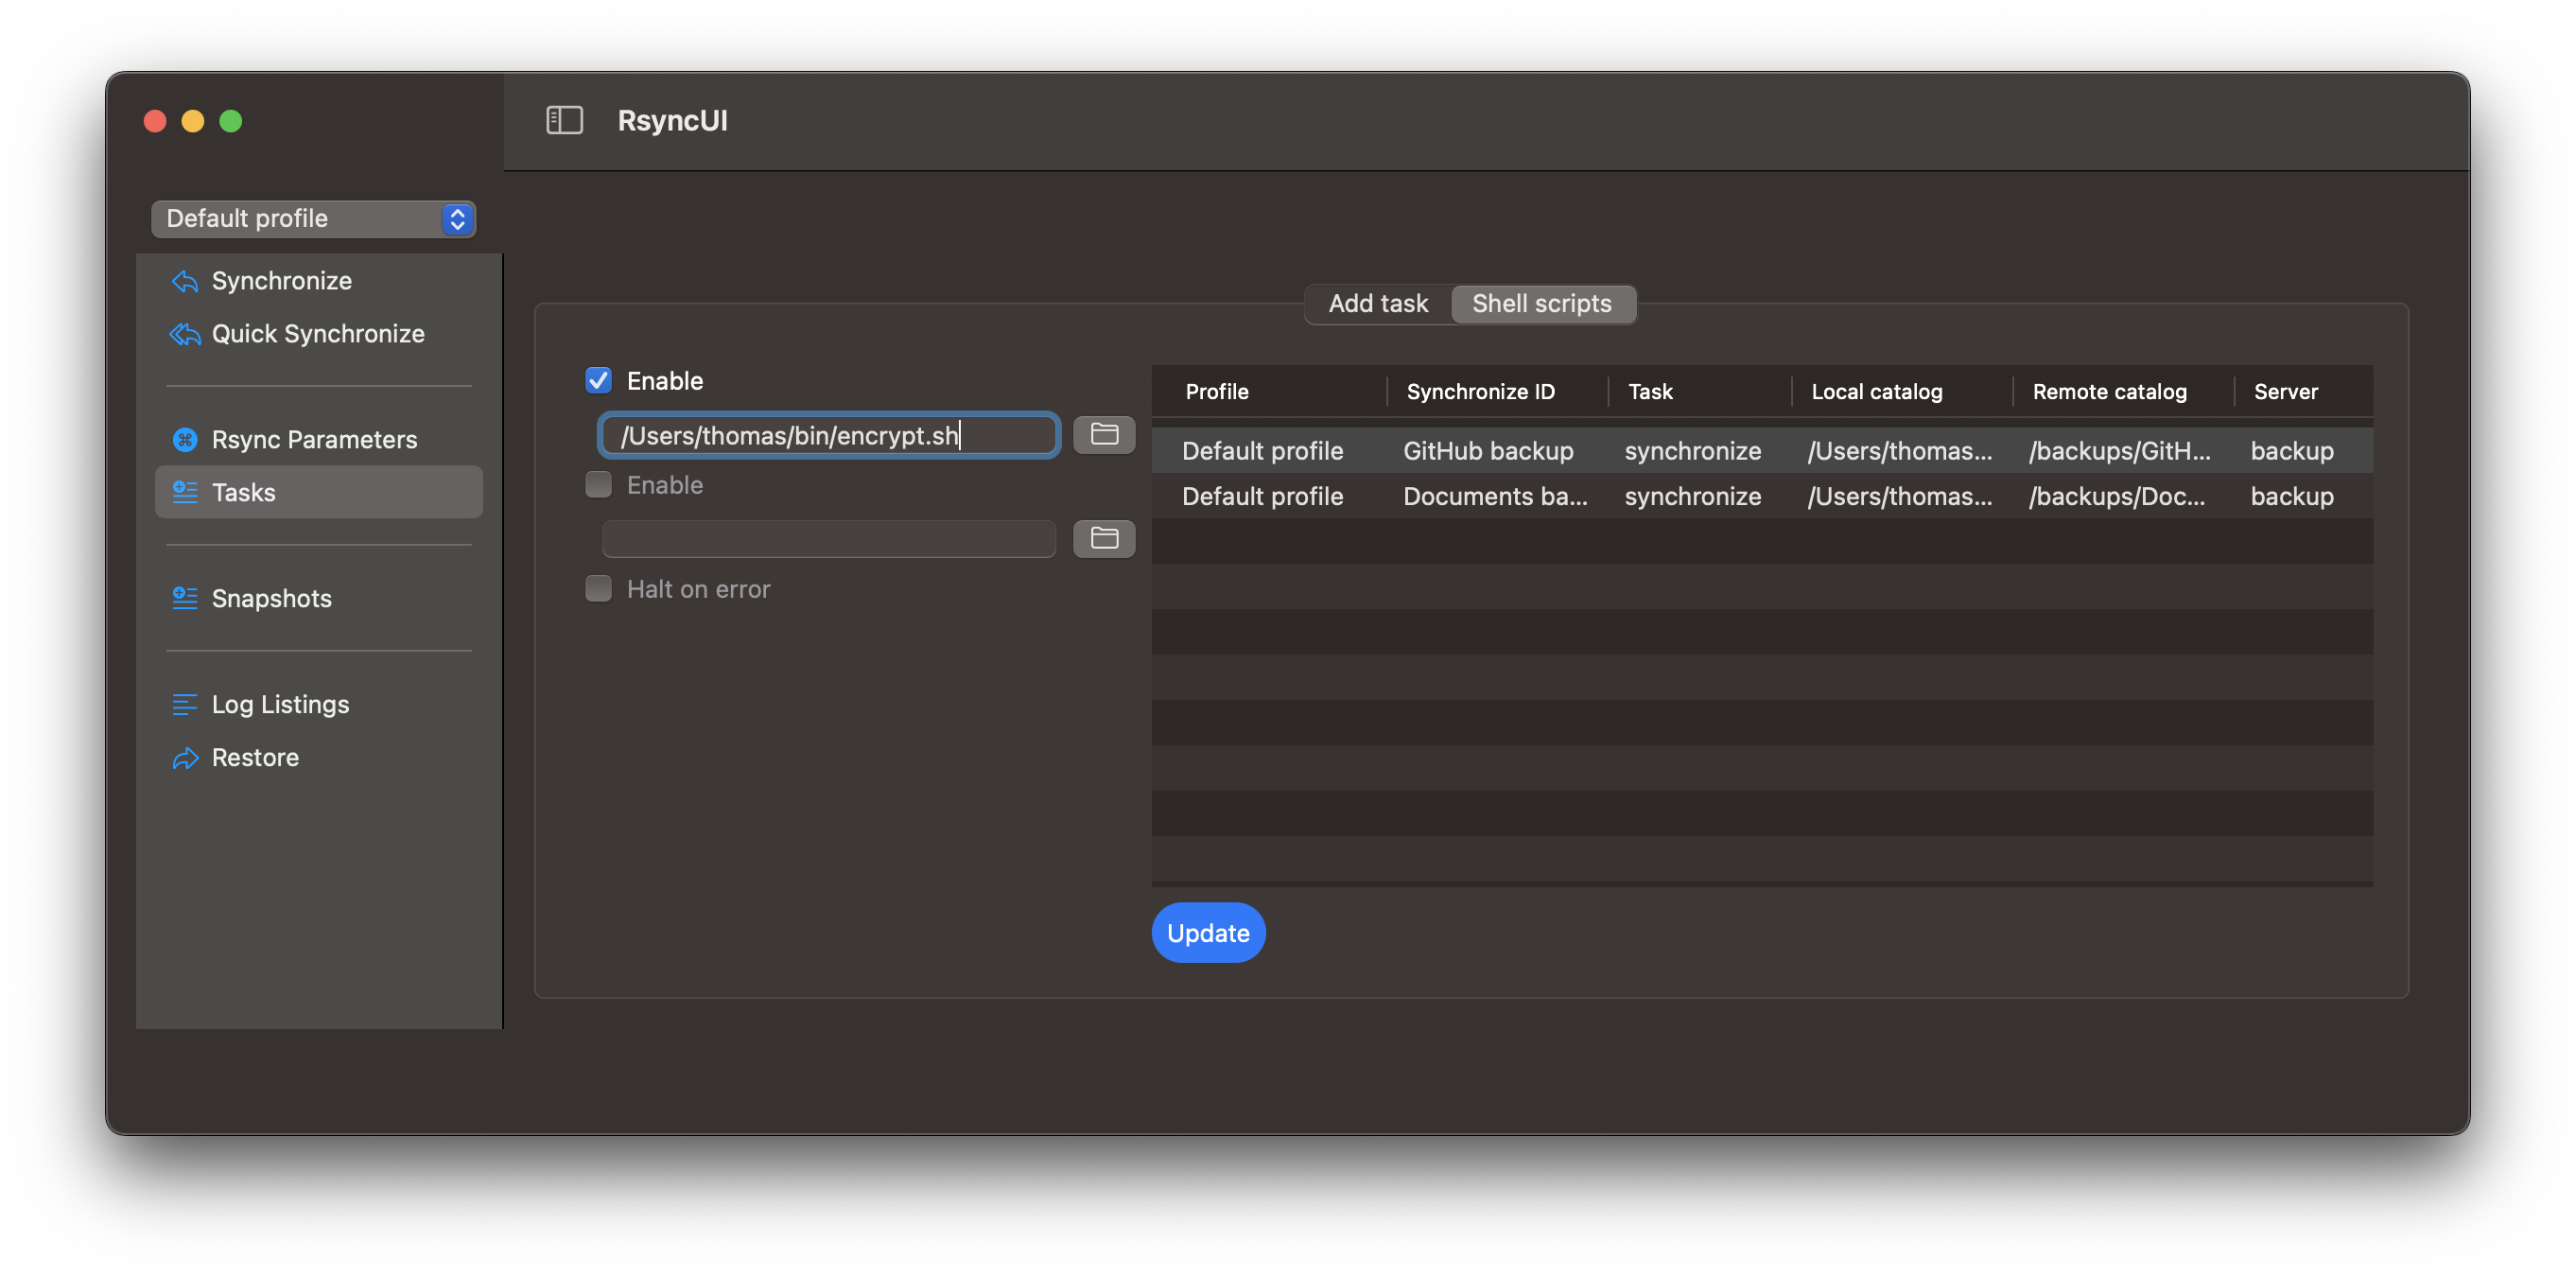 RsyncUI
Default profile
Synchronize
Quick Synchronize
Rsync Parameters
Tasks
Snapshots
Log Listings
Restore
Add task
Shell scripts
Enable
/Users/thomas/bin/encrypt.sh
Enable
Halt on error
Profile Synchronize ID Task Local catalog Remote catalog Server
Default profile GitHub backup synchronize /Users/thomas... /backups/GitH... backup
Default profile Documents ba... synchronize /Users/thomas... /backups/Doc... backup
Update